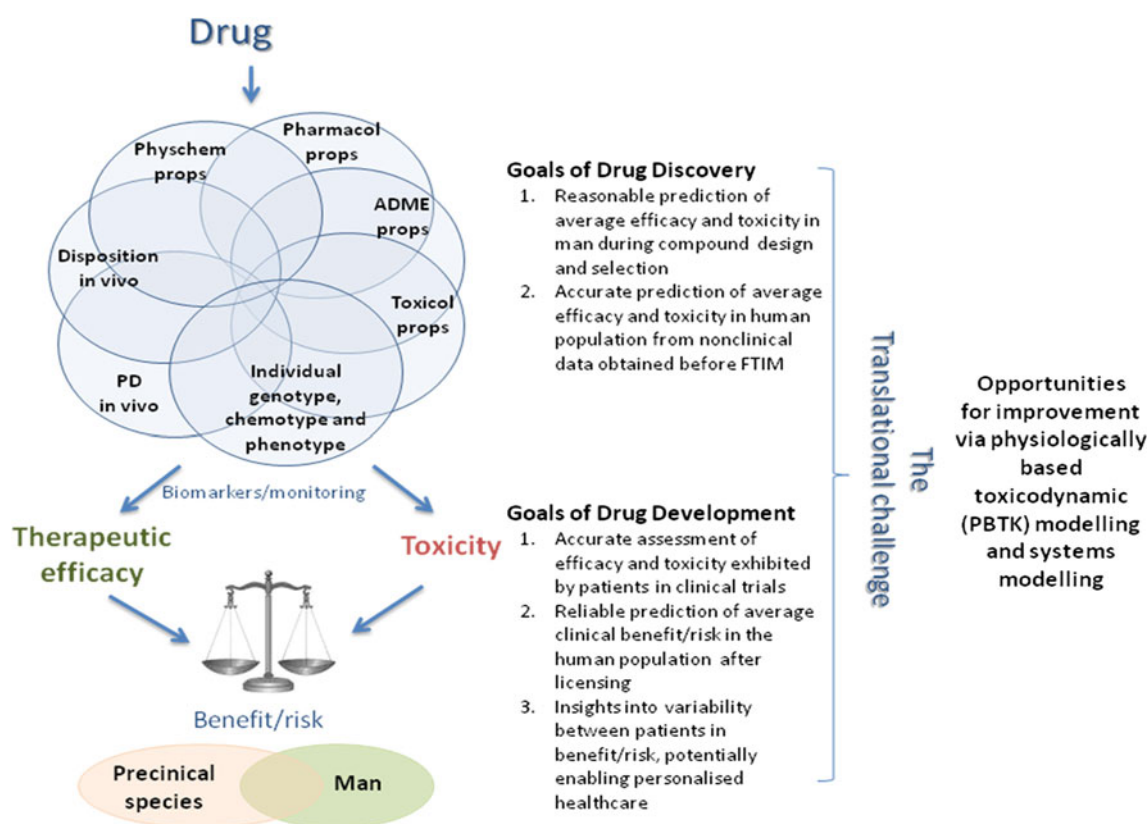 Drug
Physchem
props
Pharmacol
props
ADME
props
Disposition
in vivo
Toxicol
props
PD
in vivo
Individual
genotype,
chemotype and
phenotype
Biomarkers/monitoring
Therapeutic
efficacy
Toxicity
Benefit/risk
Precinical
species
Man
Goals of Drug Discovery
1. Reasonable prediction of
average efficacy and toxicity in
man during compound design
and selection
2. Accurate prediction of average
efficacy and toxicity in human
population from nonclinical
data obtained before FTIM
Goals of Drug Development
1. Accurate assessment of
efficacy and toxicity exhibited
by patients in clinical trials
2. Reliable prediction of average
clinical benefit/risk in the
human population after
licensing
3. Insights into variability
between patients in
benefit/risk, potentially
enabling personalised
healthcare
The
Translational challenge
Opportunities
for improvement
via physiologically
based
toxicodynamic
(PBTK) modelling
and systems
modelling